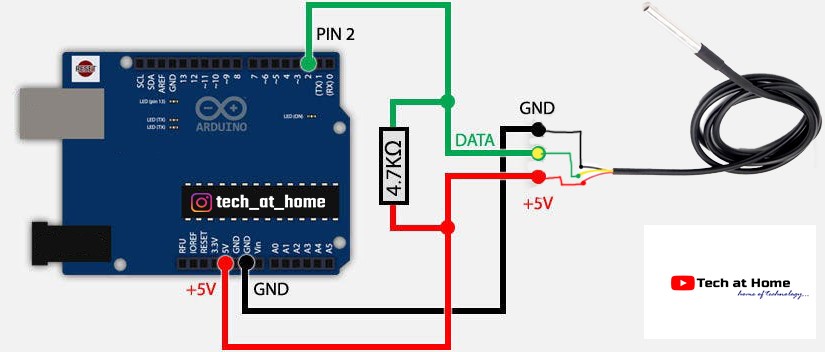 PIN 2
RESET
SCL
SDA
AREF
GND
13
12
~11
~10
~9
8
7
~6
~5
4
~3
2
(TX) 1
(RX) 0
LED (pin 13)
LED (TX)
LED (TX)
LED (ON)
ARDUINO
GND
DATA
+5V
4.7KΩ
tech_at_home
RFU
IOREF
RESET
3.3V
5V
GND
GND
Vin
A0
A1
A2
A3
A4
A5
+5V
GND
Tech at Home
home of technology...